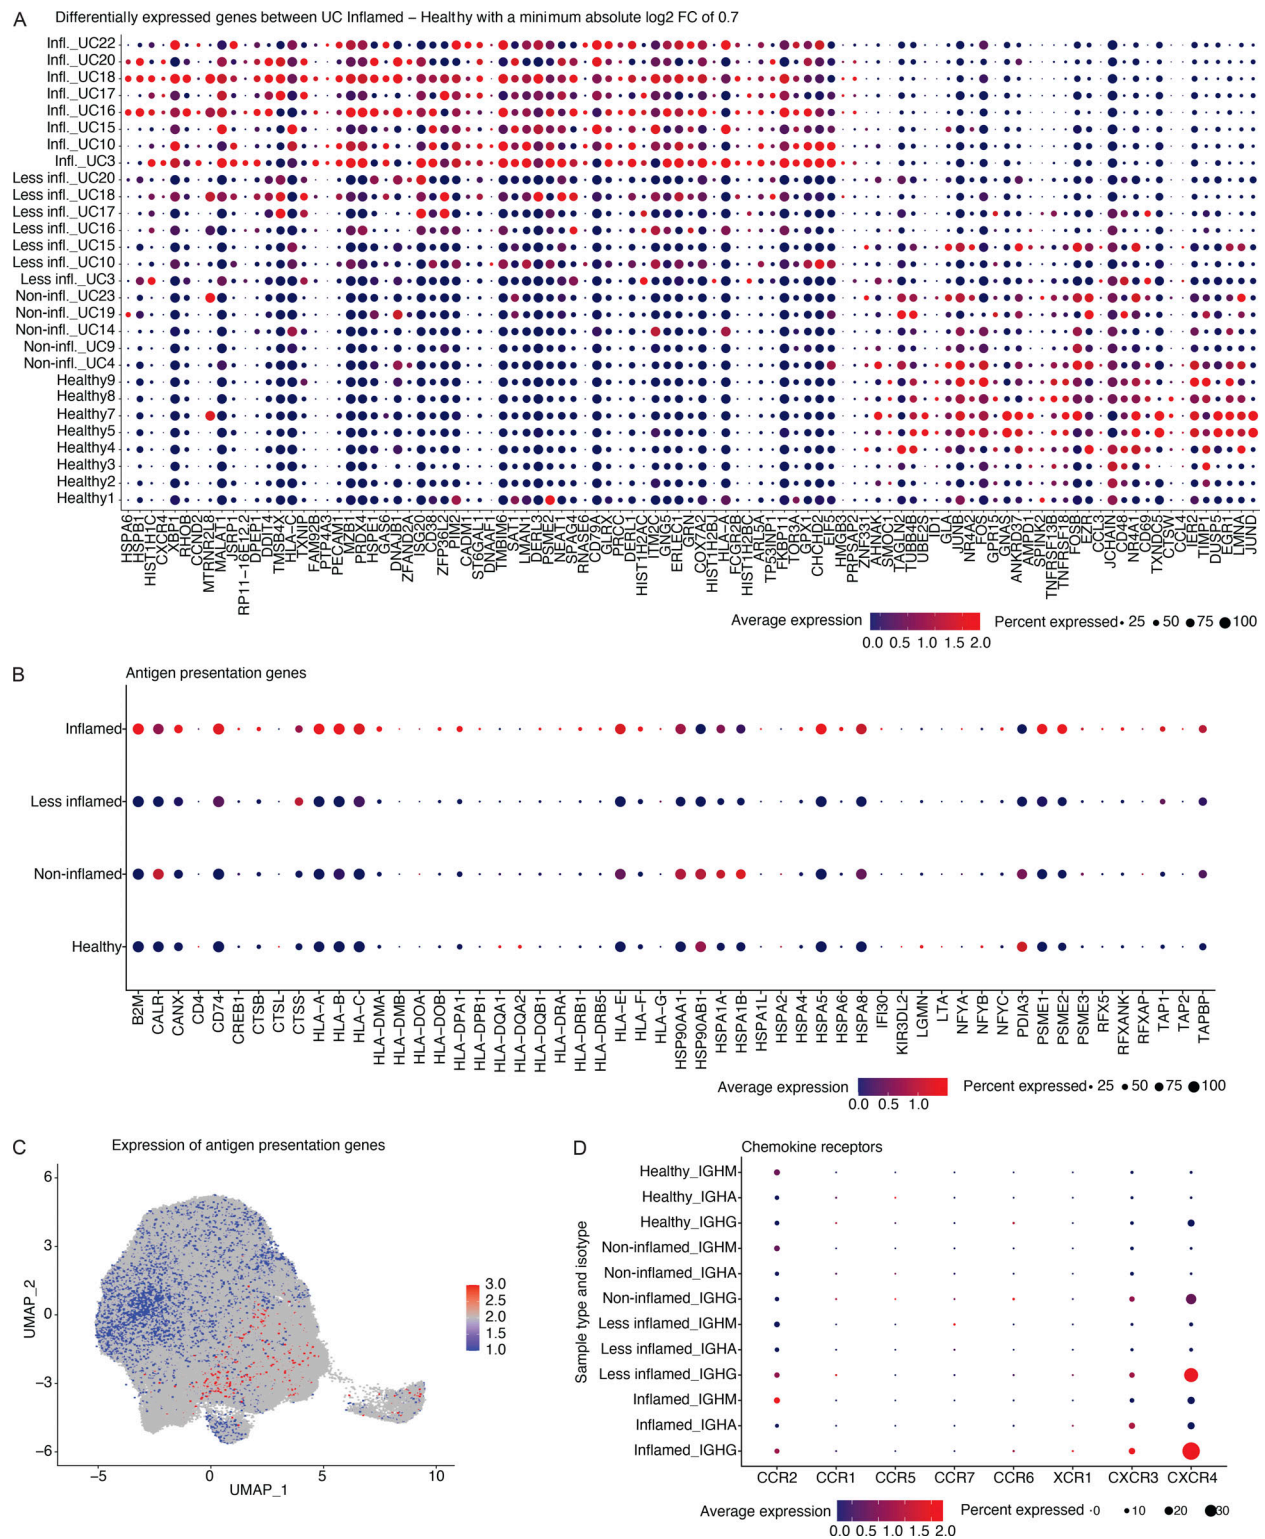 A
Differentially expressed genes between UC Inflamed – Healthy with a minimum absolute log2 FC of 0.7
Infl._UC22
Infl._UC20
Infl._UC18
Infl._UC17
Infl._UC16
Infl._UC15
Infl._UC10
Infl._UC3
Less infl._UC20
Less infl._UC18
Less infl._UC17
Less infl._UC16
Less infl._UC15
Less infl._UC10
Less infl._UC3
Non-infl._UC23
Non-infl._UC19
Non-infl._UC14
Non-infl._UC9
Non-infl._UC4
Healthy9
Healthy8
Healthy7
Healthy5
Healthy4
Healthy3
Healthy2
Healthy1
HSPA6
HSPB1
HIST1H1C
CXCR4
XBP1
RHOB
CCND2
MTRNR2L8
MALAT1
JSRP1
RP11-16E12.2
DPEP1
DDIT4
TMSB4X
HLA-C
TXNIP
FAM92B
PTP4A3
PECAM1
MZB1
PRDX4
HSPE1
GAS6
DNAJB1
ZFAND2A
ISG20
CD38
ZFP36L2
PIM2
CADM1
STRGALT1
DNAAF1
TMBIM6
SAT1
LMAN1
DERL3
PSME2
NEAT1
SPAG4
RNASE6
CD79A
GLRX
PRKCD
DERL1
HIST1H2AC
ITM2C
GNG5
ERLEC1
GRN
COX7A2
HIST1H2BJ
HLA-A
FCGR2B
HIST1H2BC
ARL5A
TP53INP1
FKBP11
TOR3A
GPX1
CHCHD2
EIF5
HMGB3
PRPSAP2
ZNF331
AHNAK
SMOC1
TAGLN2
TUBB4B
UBE2S
ID1
GLA
JUNB
NR4A2
FOS
GPR15
GNAS
ANKRD37
AMPD1
SPINK2
TNFRSF13B
TNFRSF18
FOSB
EZR
CCL3
JCHAIN
CD48
NR4A1
CD69
TXNDC5
CTSW
CCL4
IER2
TIMP1
DUSP5
EGR1
LMNA
JUND
Average expression
0.0 0.5 1.0 1.5 2.0
Percent expressed 25 50 75 100
B
Antigen presentation genes
Inflamed
Less inflamed
Non-inflamed
Healthy
B2M
CALR
CANX
CD4
CD74
CREB1
CTSB
CTSL
CTSS
HLA-A
HLA-B
HLA-C
HLA-DMA
HLA-DMB
HLA-DOA
HLA-DOB
HLA-DPA1
HLA-DPB1
HLA-DQA1
HLA-DQA2
HLA-DQB1
HLA-DRA
HLA-DRB1
HLA-DRB5
HLA-E
HLA-F
HLA-G
HSP90AA1
HSP90AB1
HSPA1A
HSPA1B
HSPA1L
HSPA2
HSPA4
HSPA5
HSPA6
HSPA8
IFI30
KIR3DL2
LGMN
LTA
NFYA
NFYB
NFYC
PDIA3
PSME1
PSME2
PSME3
RFX5
RFXANK
RFXAP
TAP1
TAP2
TAPBP
Average expression
0.0 0.5 1.0
Percent expressed 25 50 75 100
C
Expression of antigen presentation genes
UMAP_2
6
3
0
−3
−6
−5 0 5 10
UMAP_1
3.0
2.5
2.0
1.5
1.0
D
Chemokine receptors
Sample type and isotype
Healthy_IGHM
Healthy_IGHA
Healthy_IGHG
Non-inflamed_IGHM
Non-inflamed_IGHA
Non-inflamed_IGHG
Less inflamed_IGHM
Less inflamed_IGHA
Less inflamed_IGHG
Inflamed_IGHM
Inflamed_IGHA
Inflamed_IGHG
CCR2 CCR1 CCR5 CCR7 CCR6 XCR1 CXCR3 CXCR4
Average expression
0.0 0.5 1.0 1.5 2.0
Percent expressed 0 10 20 30